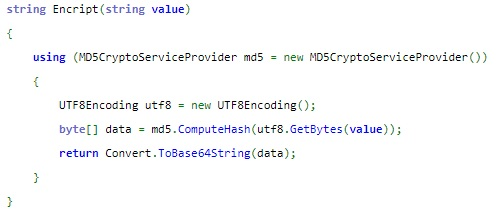 string Encript(string value)
{
using (MD5CryptoServiceProvider md5 = new MD5CryptoServiceProvider())
{
UTF8Encoding utf8 = new UTF8Encoding();
byte[] data = md5.ComputeHash(utf8.GetBytes(value));
return Convert.ToBase64String(data);
}
}